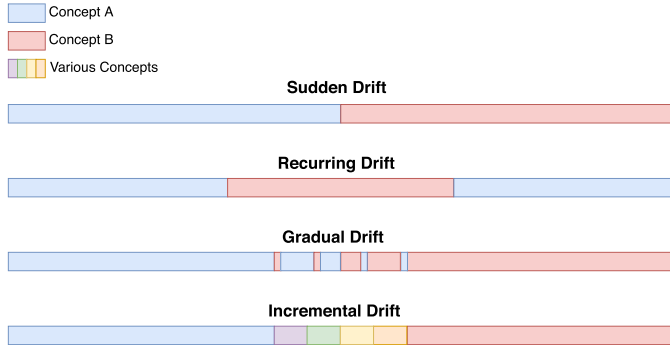 Concept A
Concept B
Various Concepts
Sudden Drift
Recurring Drift
Gradual Drift
Incremental Drift